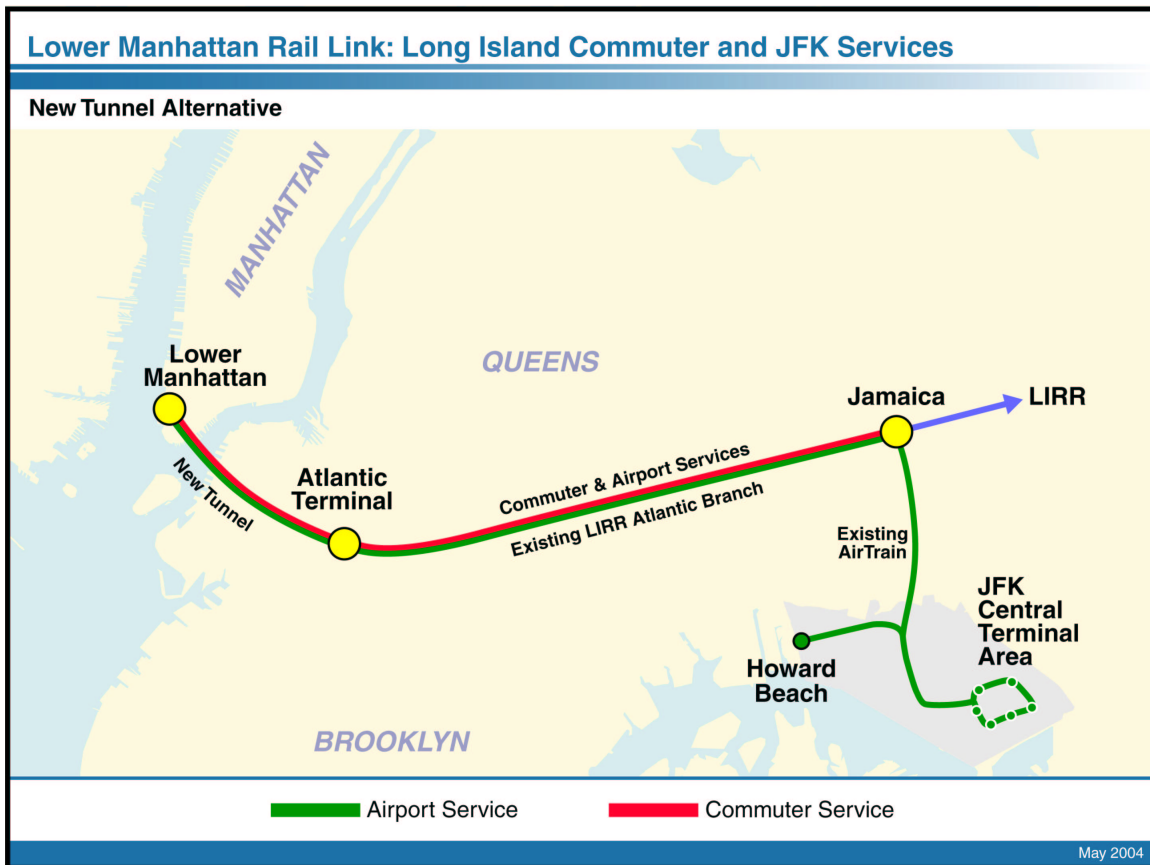 Lower Manhattan Rail Link: Long Island Commuter and JFK Services
New Tunnel Alternative
MANHATTAN
QUEENS
Lower
Manhattan
Jamaica
LIRR
New Tunnel
Atlantic
Terminal
Commuter & Airport Services
Existing LIRR Atlantic Branch
Existing
AirTrain
JFK
Central
Terminal
Area
Howard
Beach
BROOKLYN
Airport Service
Commuter Service
May 2004